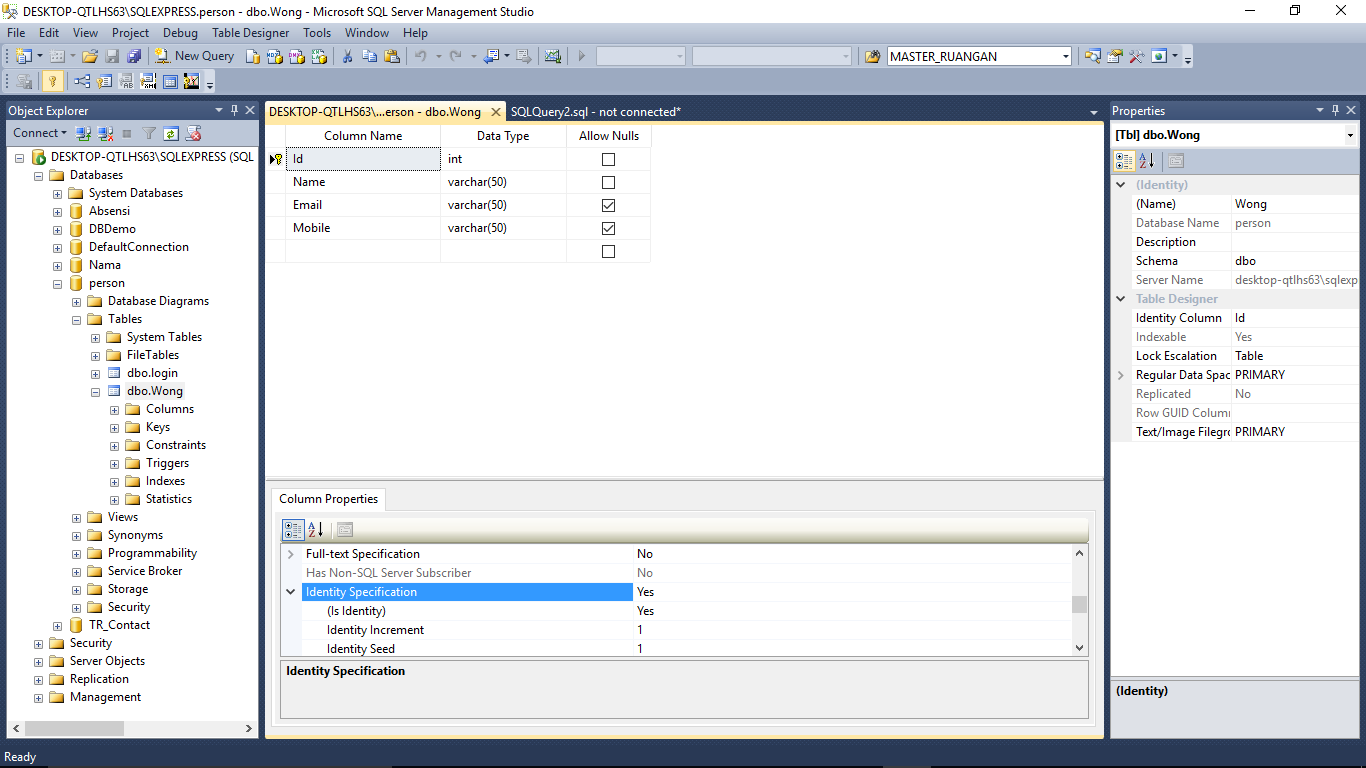 DESKTOP-QTLHS63\SQLEXPRESS.person - dbo.Wong - Microsoft SQL Server Management Studio
File Edit View Project Debug Table Designer Tools Window Help
New Query MASTER_RUANGAN
Object Explorer
Connect
DESKTOP-QTLHS63\SQLEXPRESS (SQL
Databases
System Databases
Absensi
DBDemo
DefaultConnection
Nama
person
Database Diagrams
Tables
System Tables
FileTables
dbo.login
dbo.Wong
Columns
Keys
Constraints
Triggers
Indexes
Statistics
Views
Synonyms
Programmability
Service Broker
Storage
Security
TR_Contact
Security
Server Objects
Replication
Management
DESKTOP-QTLHS63\...erson - dbo.Wong SQLQuery2.sql - not connected*
Column Name Data Type Allow Nulls
Id int
Name varchar(50)
Email varchar(50)
Mobile varchar(50)
Column Properties
Full-text Specification No
Has Non-SQL Server Subscriber No
Identity Specification Yes
(Is Identity) Yes
Identity Increment 1
Identity Seed 1
Identity Specification
Properties
[Tbl] dbo.Wong
(Identity)
(Name) Wong
Database Name person
Description
Schema dbo
Server Name desktop-qtlhs63\sqlexp
Table Designer
Identity Column Id
Indexable Yes
Lock Escalation Table
Regular Data Spac PRIMARY
Replicated No
Row GUID Column
Text/Image Filegro PRIMARY
(Identity)
Ready